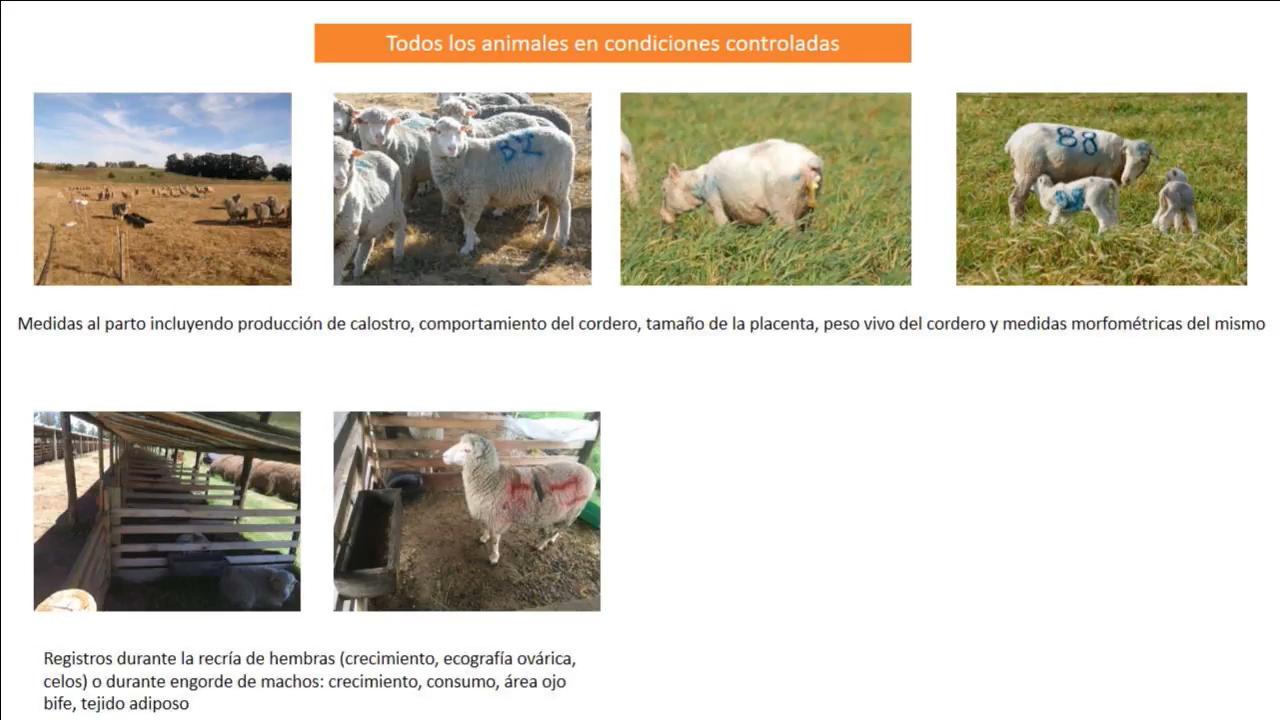 Todos los animales en condiciones controladas
88
Medidas al parto incluyendo producción de calostro, comportamiento del cordero, tamaño de la placenta, peso vivo del cordero y medidas morfométricas del mismo
Registros durante la recría de hembras (crecimiento, ecografía ovárica,
celos) o durante engorde de machos: crecimiento, consumo, área ojo
bife, tejido adiposo